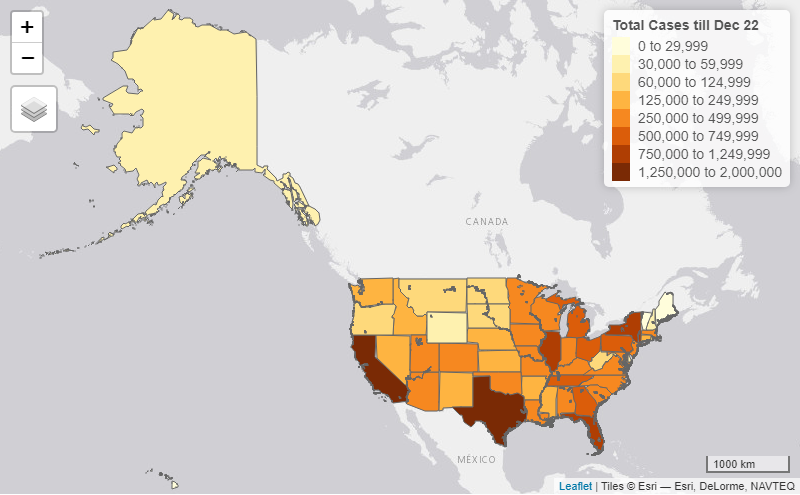 +
−
Total Cases till Dec 22
0 to 29,999
30,000 to 59,999
60,000 to 124,999
125,000 to 249,999
250,000 to 499,999
500,000 to 749,999
750,000 to 1,249,999
1,250,000 to 2,000,000
CANADA
MÉXICO
1000 km
Leaflet | Tiles © Esri — Esri, DeLorme, NAVTEQ